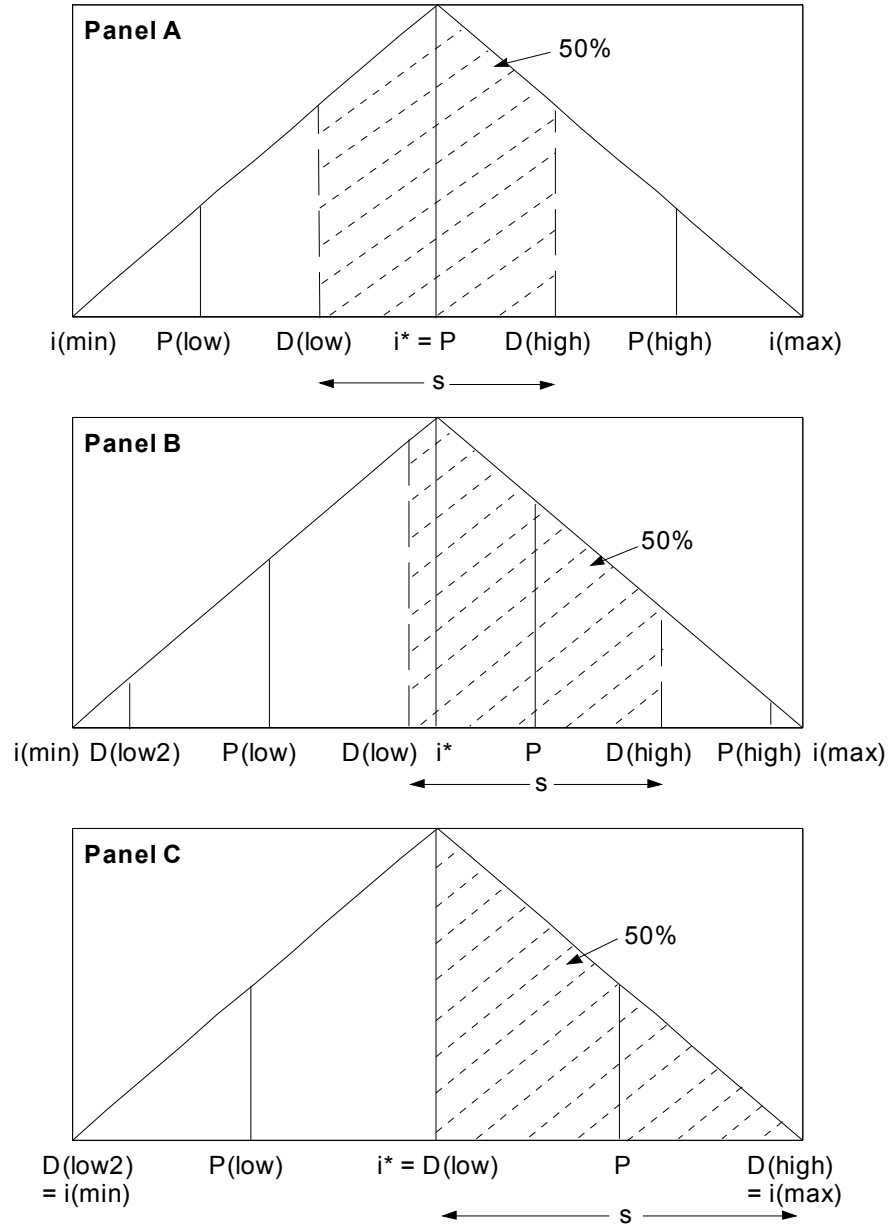 Panel A
50%
i(min) P(low) D(low) i* = P D(high) P(high) i(max)
s
Panel B
50%
i(min) D(low2) P(low) D(low) i* P D(high) P(high) i(max)
s
Panel C
50%
D(low2) P(low) i* = D(low) P D(high)
= i(min) = i(max)
s